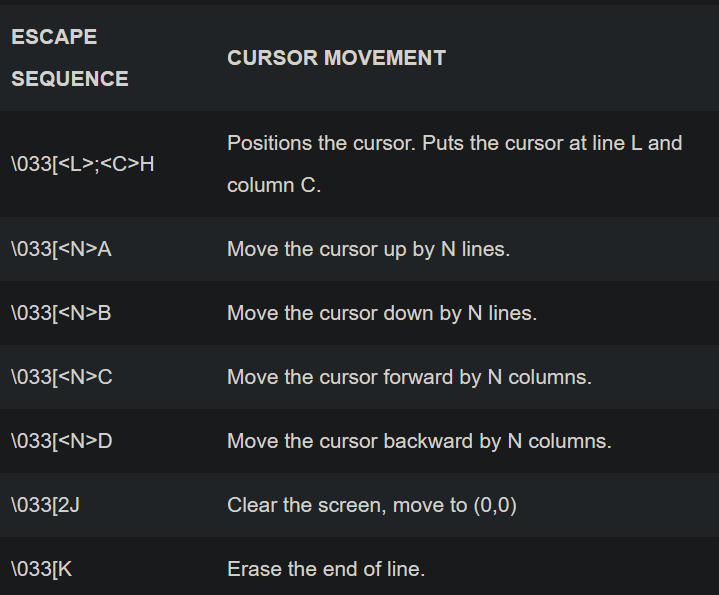 ESCAPE
SEQUENCE
CURSOR MOVEMENT
\033[<L>;<C>H
Positions the cursor. Puts the cursor at line L and
column C.
\033[<N>A
Move the cursor up by N lines.
\033[<N>B
Move the cursor down by N lines.
\033[<N>C
Move the cursor forward by N columns.
\033[<N>D
Move the cursor backward by N columns.
\033[2J
Clear the screen, move to (0,0)
\033[K
Erase the end of line.